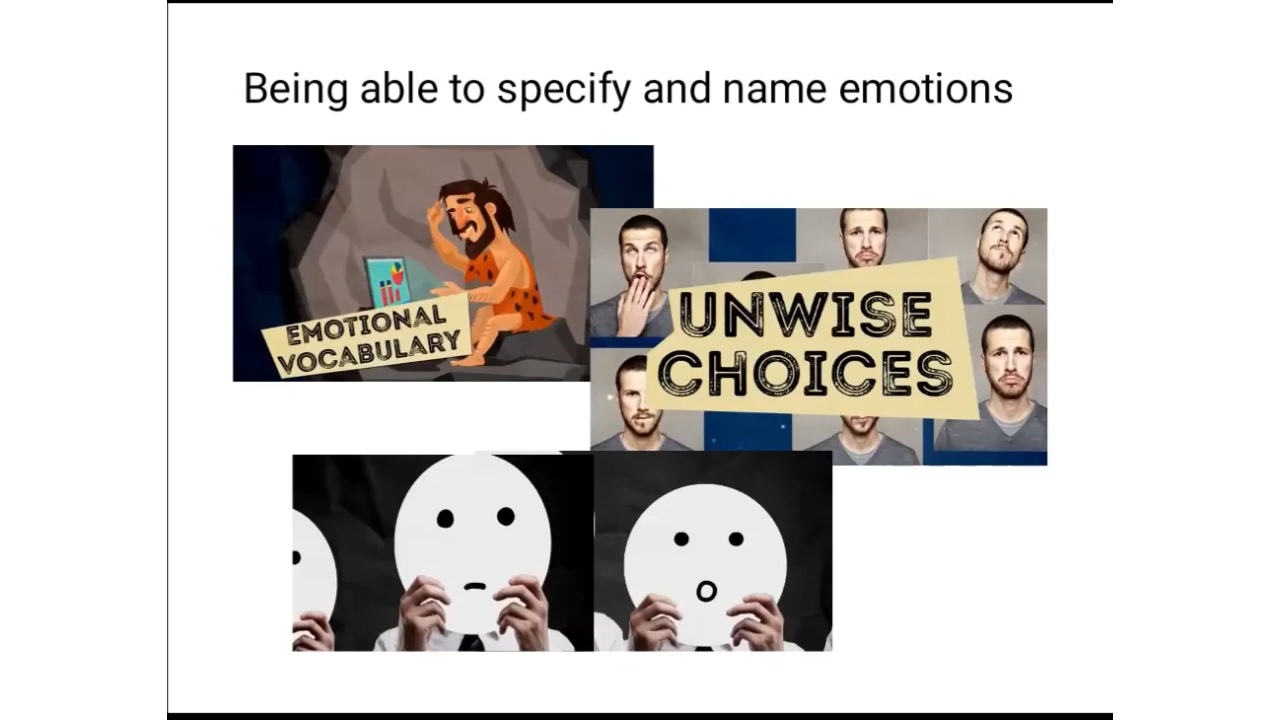 Being able to specify and name emotions
EMOTIONAL
VOCABULARY
UNWISE
CHOICES